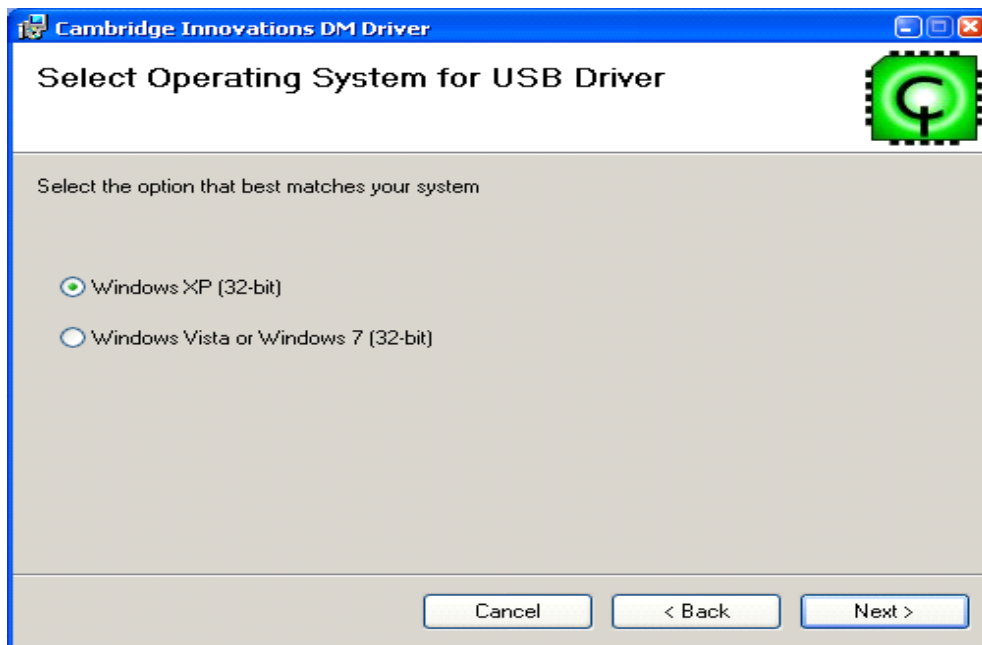 Cambridge Innovations DM Driver
Select Operating System for USB Driver
Select the option that best matches your system
Windows XP (32-bit)
Windows Vista or Windows 7 (32-bit)
Cancel
< Back
Next >